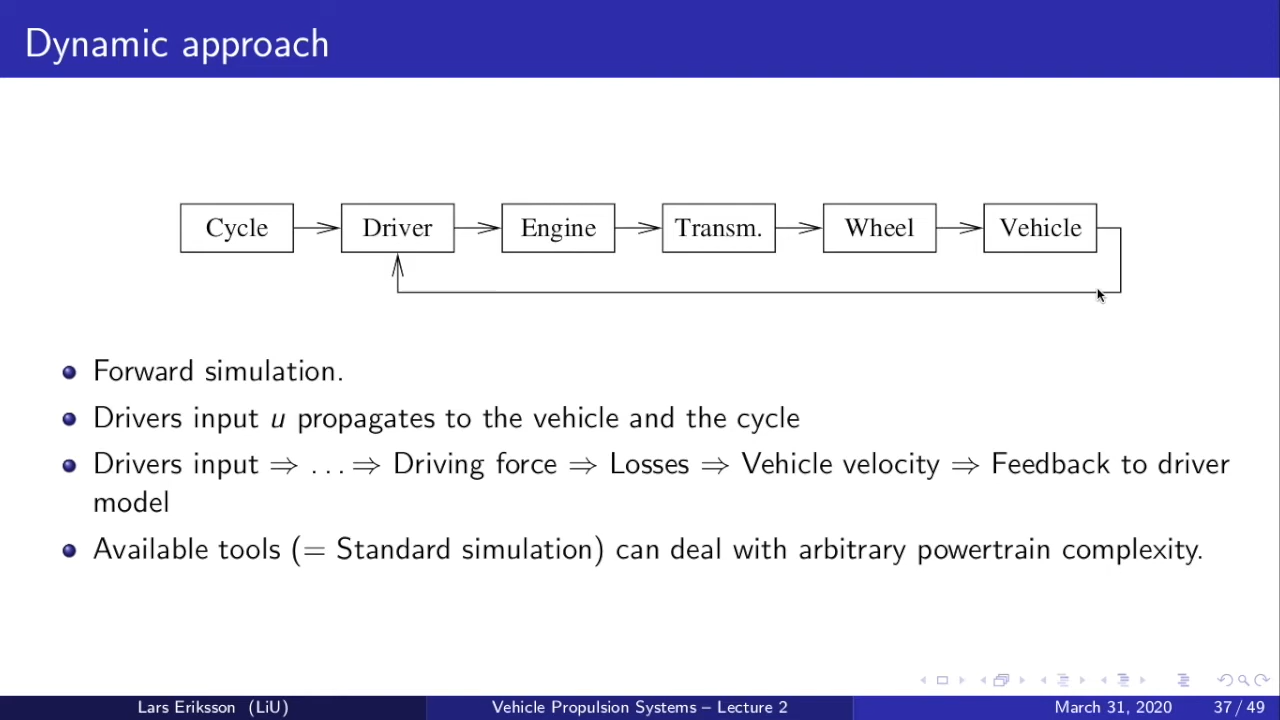 Dynamic approach
Cycle
Driver
Engine
Transm.
Wheel
Vehicle
Forward simulation.
Drivers input u propagates to the vehicle and the cycle
Drivers input ⇒ ...⇒ Driving force ⇒ Losses ⇒ Vehicle velocity ⇒ Feedback to driver
model
Available tools (= Standard simulation) can deal with arbitrary powertrain complexity.
Lars Eriksson (LiU)
Vehicle Propulsion Systems – Lecture 2
March 31, 2020
37 / 49